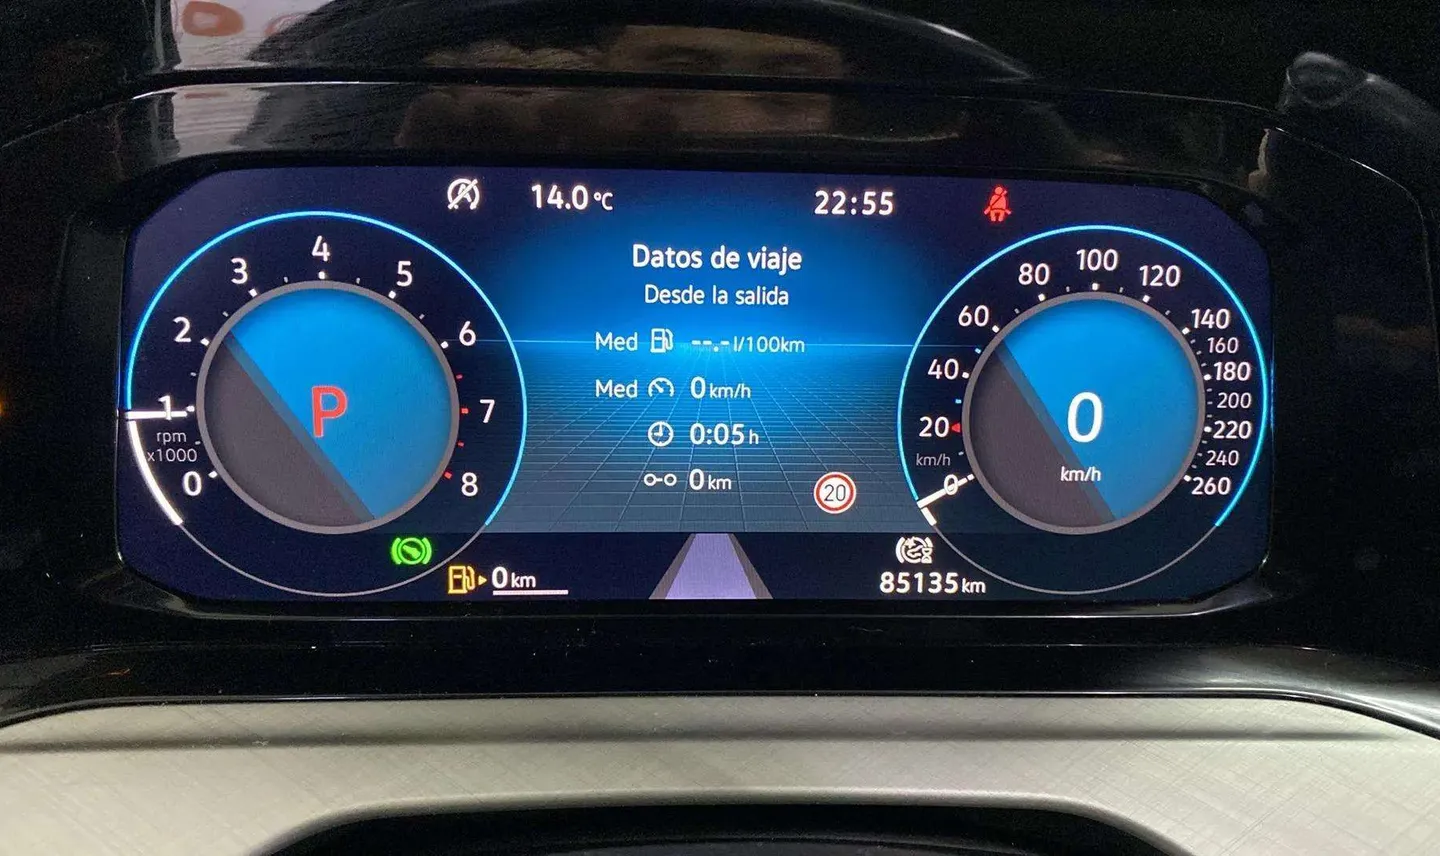 14.0 °C
22:55
Datos de viaje
Desde la salida
Med --.- l/100km
Med 0 km/h
0:05 h
0 km
20
0
1
2
3
4
5
6
7
8
rpm
x1000
P
0
20
40
60
80
100
120
140
160
180
200
220
240
260
km/h
0
km/h
0 km
85135 km